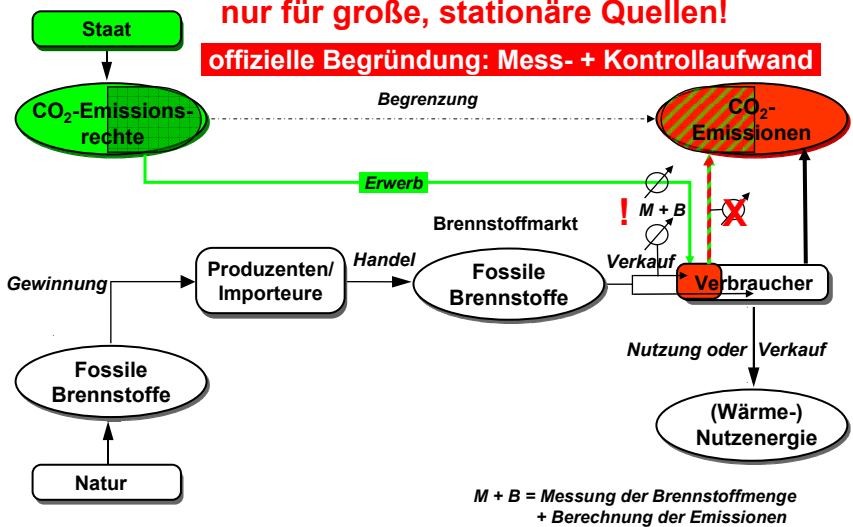 nur für große, stationäre Quellen!
Staat
offizielle Begründung: Mess- + Kontrollaufwand
CO₂-Emissions-
rechte
Begrenzung
CO₂-
Emissionen
Erwerb
! M + B X
Brennstoffmarkt
Gewinnung
Produzenten/
Importeure
Handel
Fossile
Brennstoffe
Verkauf
Verbraucher
Fossile
Brennstoffe
Nutzung oder Verkauf
(Wärme-)
Nutzenergie
Natur
M + B = Messung der Brennstoffmenge
+ Berechnung der Emissionen